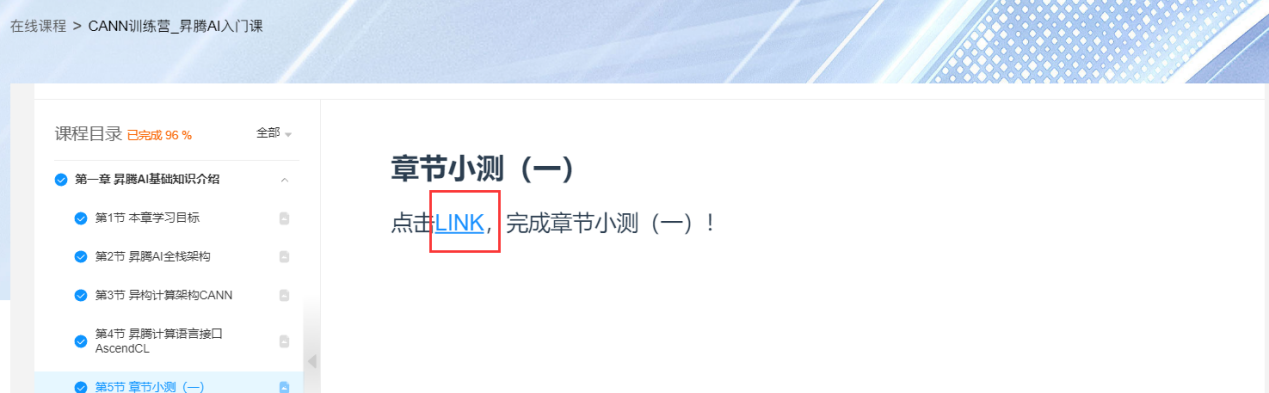 在线课程 > CANN训练营_昇腾AI入门课
课程目录 已完成 96 % 全部
第一章 昇腾AI基础知识介绍
第1节 本章学习目标
第2节 昇腾AI全栈架构
第3节 异构计算架构CANN
第4节 昇腾计算语言接口
AscendCL
第5节 章节小测（一）
章节小测（一）
点击LINK，完成章节小测（一）！